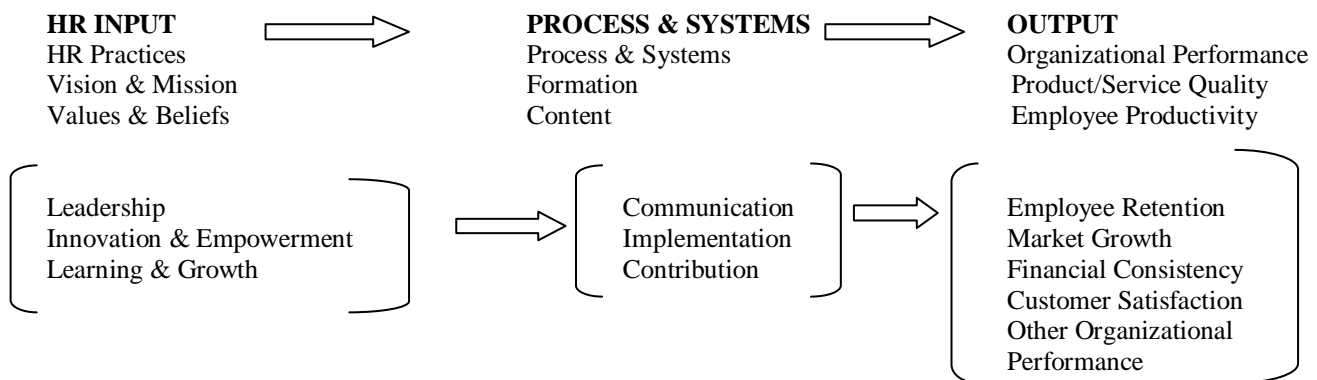 HR INPUT
HR Practices
Vision & Mission
Values & Beliefs
PROCESS & SYSTEMS
Process & Systems
Formation
Content
OUTPUT
Organizational Performance
Product/Service Quality
Employee Productivity
Leadership
Innovation & Empowerment
Learning & Growth
Communication
Implementation
Contribution
Employee Retention
Market Growth
Financial Consistency
Customer Satisfaction
Other Organizational
Performance